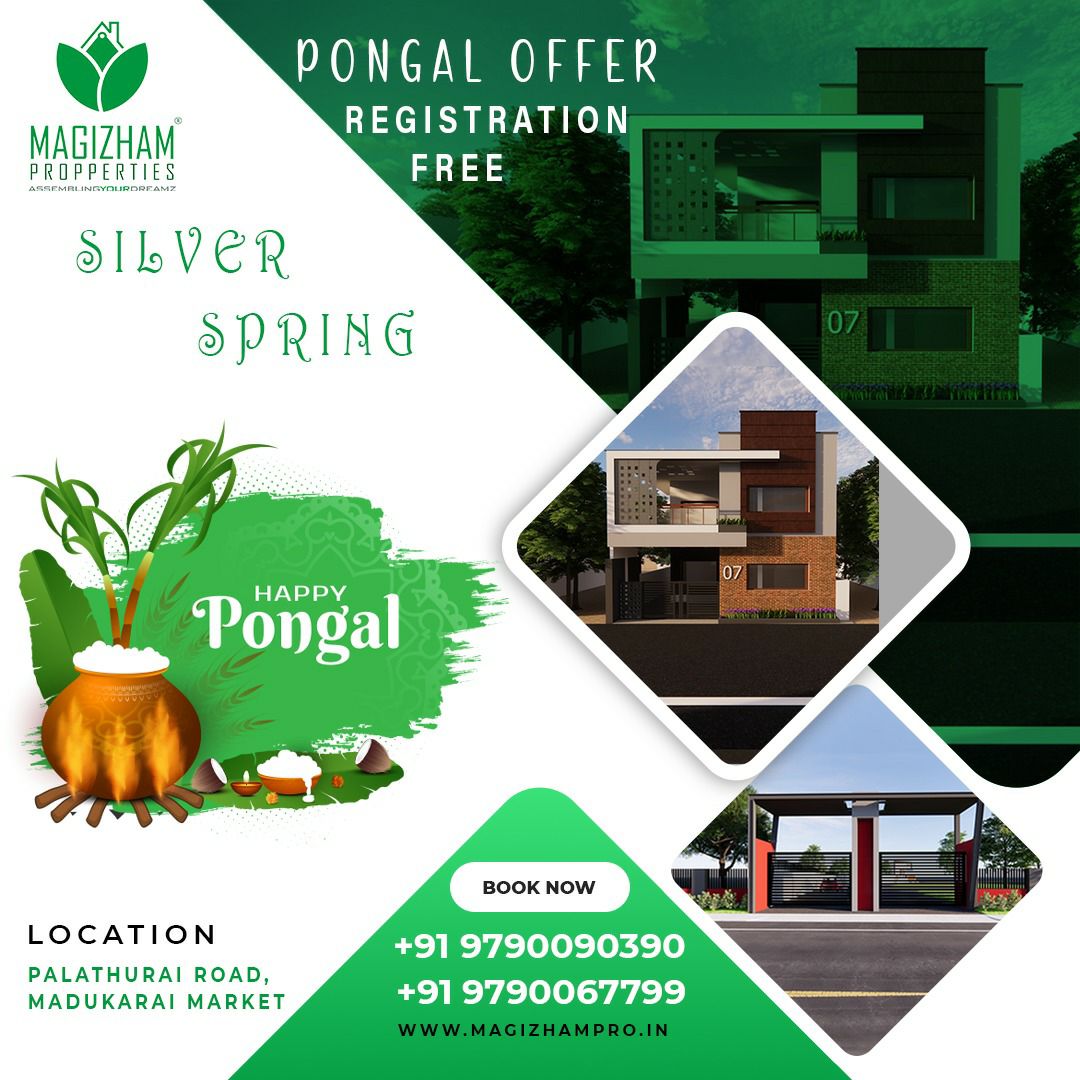 MAGIZHAM®
PROPPERTIES
ASSEMBLINGYOURDREAMZ
PONGAL OFFER
REGISTRATION
FREE
SILVER
SPRING
07
07
HAPPY
Pongal
BOOK NOW
+91 9790090390
+91 9790067799
WWW.MAGIZHAMPRO.IN
LOCATION
PALATHURAI ROAD,
MADUKARAI MARKET